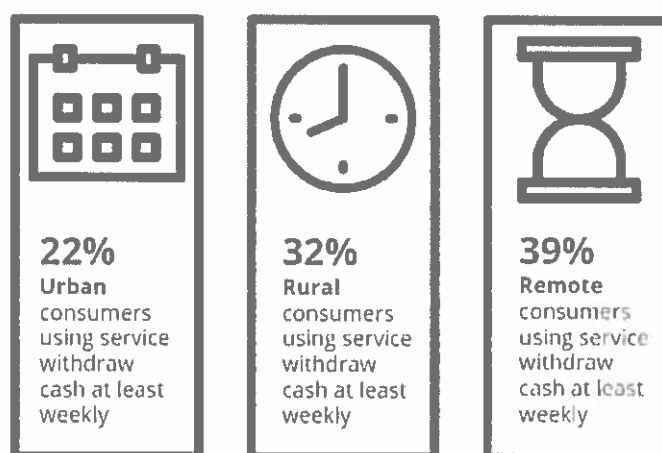 22%
Urban
consumers
using service
withdraw
cash at least
weekly
32%
Rural
consumers
using service
withdraw
cash at least
weekly
39%
Remote
consumers
using service
withdraw
cash at least
weekly